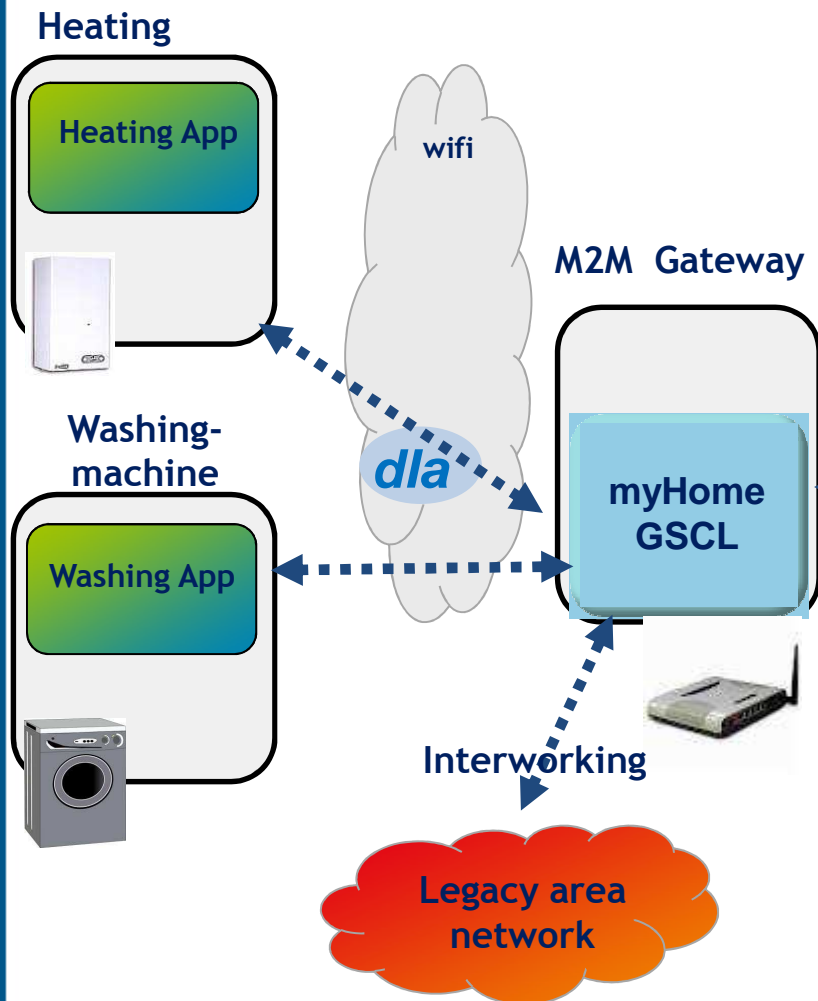 Heating
Heating App
wifi
M2M Gateway
dla
Washing-
machine
myHome
GSCL
Washing App
Interworking
Legacy area
network